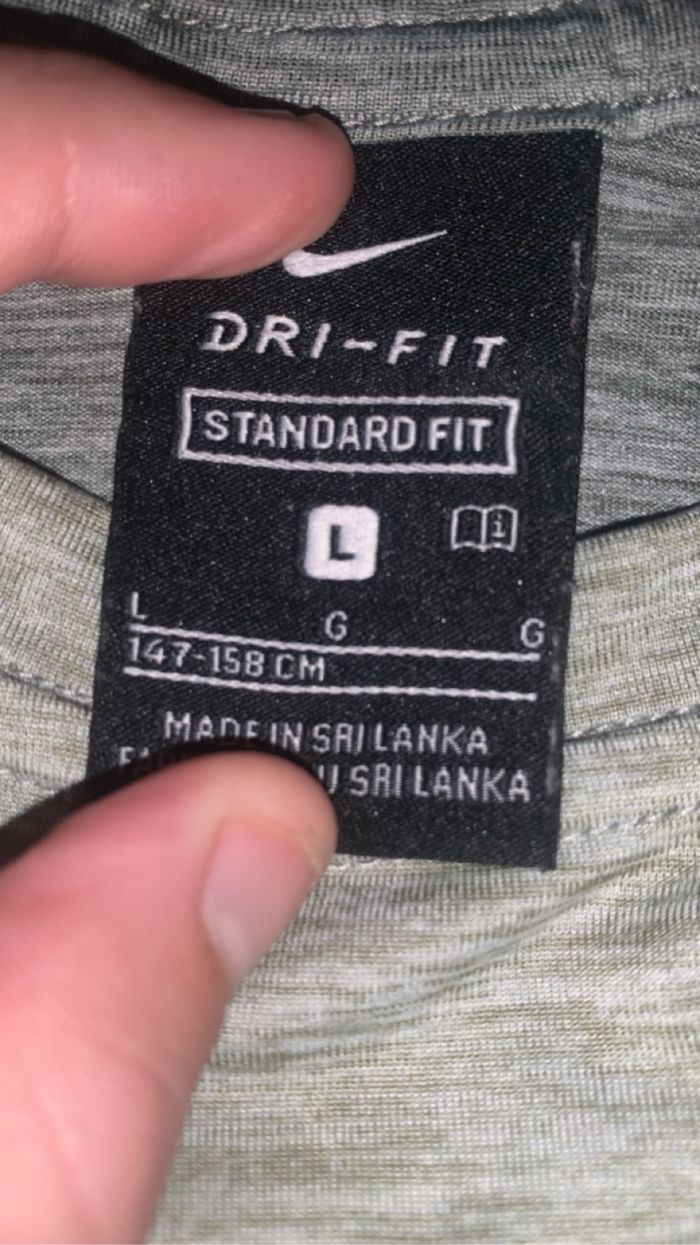 DRI-FIT
STANDARD FIT
L
L G G
147-158 CM
MADE IN SRI LANKA
SRI LANKA